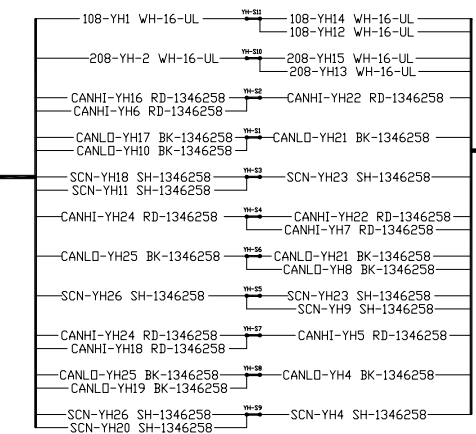 108-YH1 WH-16-UL YH-S11 108-YH14 WH-16-UL
108-YH12 WH-16-UL
208-YH-2 WH-16-UL YH-S10 208-YH15 WH-16-UL
208-YH13 WH-16-UL
CANHI-YH16 RD-1346258 YH-S2 CANHI-YH22 RD-1346258
CANHI-YH6 RD-1346258
CANLO-YH17 BK-1346258 YH-S1 CANLO-YH21 BK-1346258
CANLO-YH10 BK-1346258
SCN-YH18 SH-1346258 YH-S3 SCN-YH23 SH-1346258
SCN-YH11 SH-1346258
CANHI-YH24 RD-1346258 YH-S4 CANHI-YH22 RD-1346258
CANHI-YH7 RD-1346258
CANLO-YH25 BK-1346258 YH-S6 CANLO-YH21 BK-1346258
CANLO-YH8 BK-1346258
SCN-YH26 SH-1346258 YH-S5 SCN-YH23 SH-1346258
SCN-YH9 SH-1346258
CANHI-YH24 RD-1346258 YH-S7 CANHI-YH5 RD-1346258
CANHI-YH18 RD-1346258
CANLO-YH25 BK-1346258 YH-S8 CANLO-YH4 BK-1346258
CANLO-YH19 BK-1346258
SCN-YH26 SH-1346258 YH-S9 SCN-YH4 SH-1346258
SCN-YH20 SH-1346258